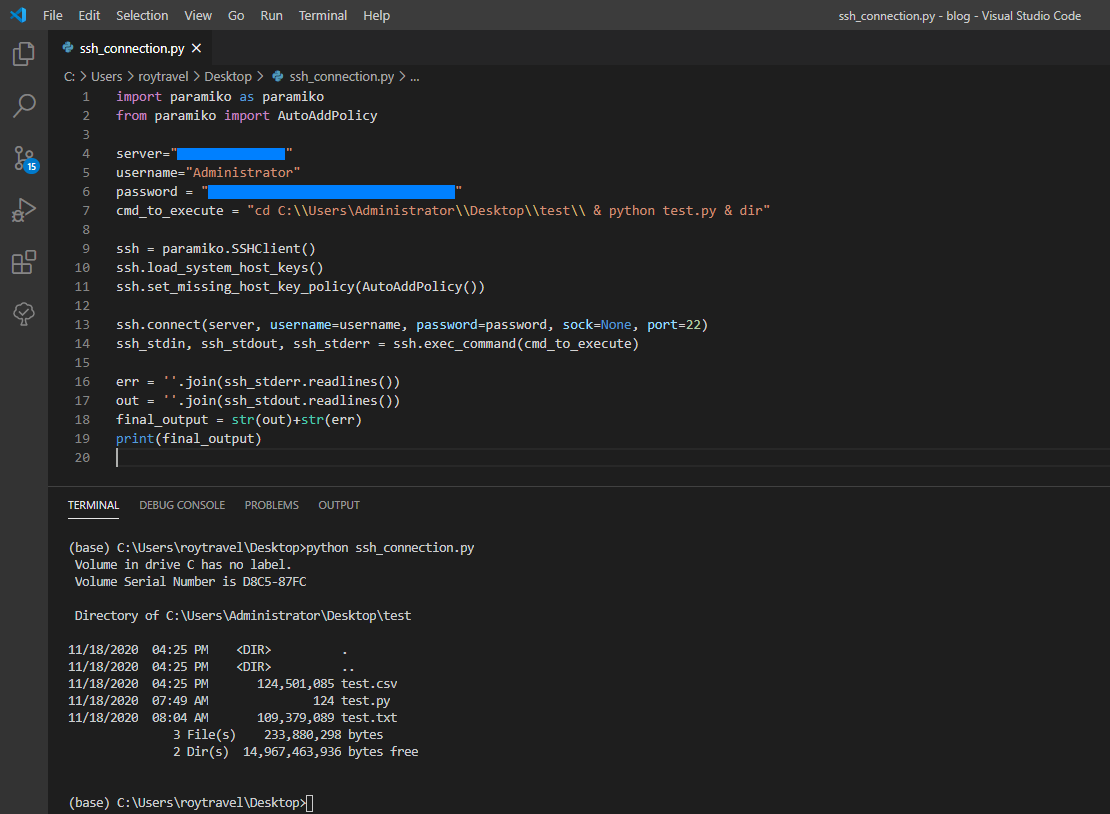 File Edit Selection View Go Run Terminal Help ssh_connection.py - blog - Visual Studio Code
ssh_connection.py ✕
C: > Users > roytravel > Desktop > ssh_connection.py > ...
1 import paramiko as paramiko
2 from paramiko import AutoAddPolicy
3
4 server=""
15
5 username="Administrator"
6 password = ""
7 cmd_to_execute = "cd C:\\Users\Administrator\\Desktop\\test\\ & python test.py & dir"
8
9 ssh = paramiko.SSHClient()
10 ssh.load_system_host_keys()
11 ssh.set_missing_host_key_policy(AutoAddPolicy())
12
13 ssh.connect(server, username=username, password=password, sock=None, port=22)
14 ssh_stdin, ssh_stdout, ssh_stderr = ssh.exec_command(cmd_to_execute)
15
16 err = ''.join(ssh_stderr.readlines())
17 out = ''.join(ssh_stdout.readlines())
18 final_output = str(out)+str(err)
19 print(final_output)
20
TERMINAL DEBUG CONSOLE PROBLEMS OUTPUT
(base) C:\Users\roytravel\Desktop>python ssh_connection.py
Volume in drive C has no label.
Volume Serial Number is D8C5-87FC
Directory of C:\Users\Administrator\Desktop\test
11/18/2020 04:25 PM <DIR> .
11/18/2020 04:25 PM <DIR> ..
11/18/2020 04:25 PM 124,501,085 test.csv
11/18/2020 07:49 AM 124 test.py
11/18/2020 08:04 AM 109,379,089 test.txt
3 File(s) 233,880,298 bytes
2 Dir(s) 14,967,463,936 bytes free
(base) C:\Users\roytravel\Desktop>